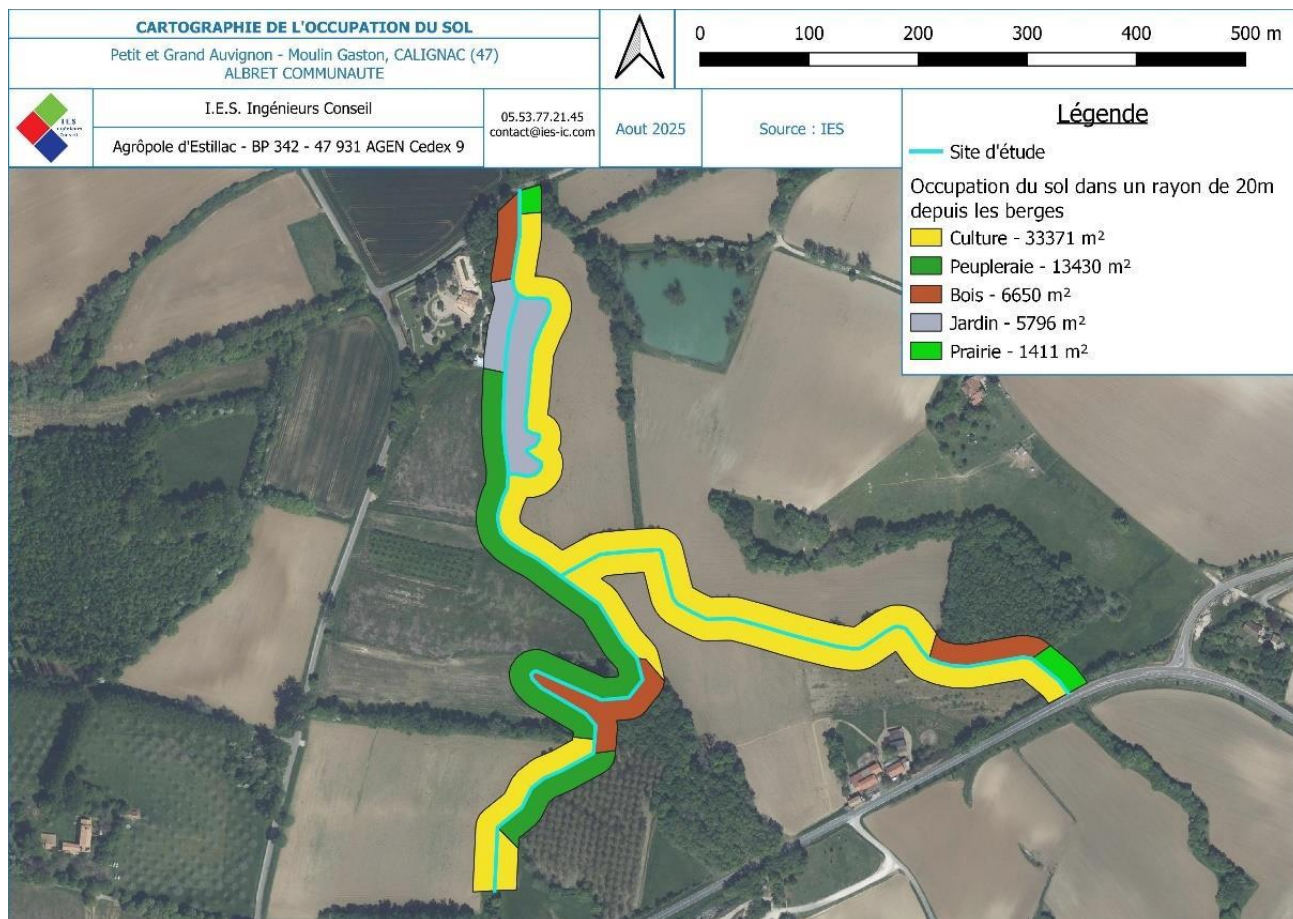 CARTOGRAPHIE DE L'OCCUPATION DU SOL
Petit et Grand Auvignon - Moulin Gaston, CALIGNAC (47)
ALBRET COMMUNAUTE
0 100 200 300 400 500 m
I.E.S
Ingénieurs
Conseil
I.E.S. Ingénieurs Conseil
Agrôpole d'Estillac - BP 342 - 47 931 AGEN Cedex 9
05.53.77.21.45
contact@ies-ic.com
Aout 2025
Source : IES
Légende
Site d'étude
Occupation du sol dans un rayon de 20m
depuis les berges
Culture - 33371 m²
Peupleraie - 13430 m²
Bois - 6650 m²
Jardin - 5796 m²
Prairie - 1411 m²